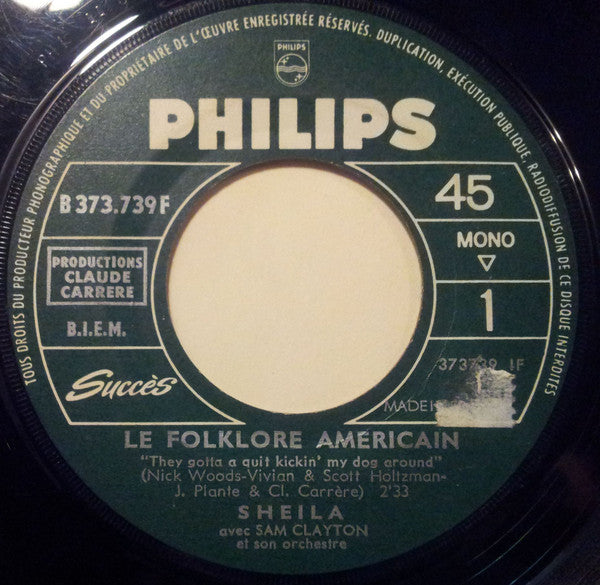 TOUS DROITS DU PRODUCTEUR PHONOGRAPHIQUE ET DU PROPRIÉTAIRE DE L'ŒUVRE ENREGISTRÉE RÉSERVÉS. DUPLICATION, EXÉCUTION PUBLIQUE, RADIODIFFUSION DE CE DISQUE INTERDITES
PHILIPS
PHILIPS
B 373.739 F
45
MONO
PRODUCTIONS
CLAUDE
CARRERE
B.I.E.M.
1
Succès
MADE
LE FOLKLORE AMÉRICAIN
"They gotta a quit kickin' my dog around"
(Nick Woods-Vivian & Scott Holtzman-
J. Plante & Cl. Carrère) 2'33
SHEILA
avec SAM CLAYTON
et son orchestre